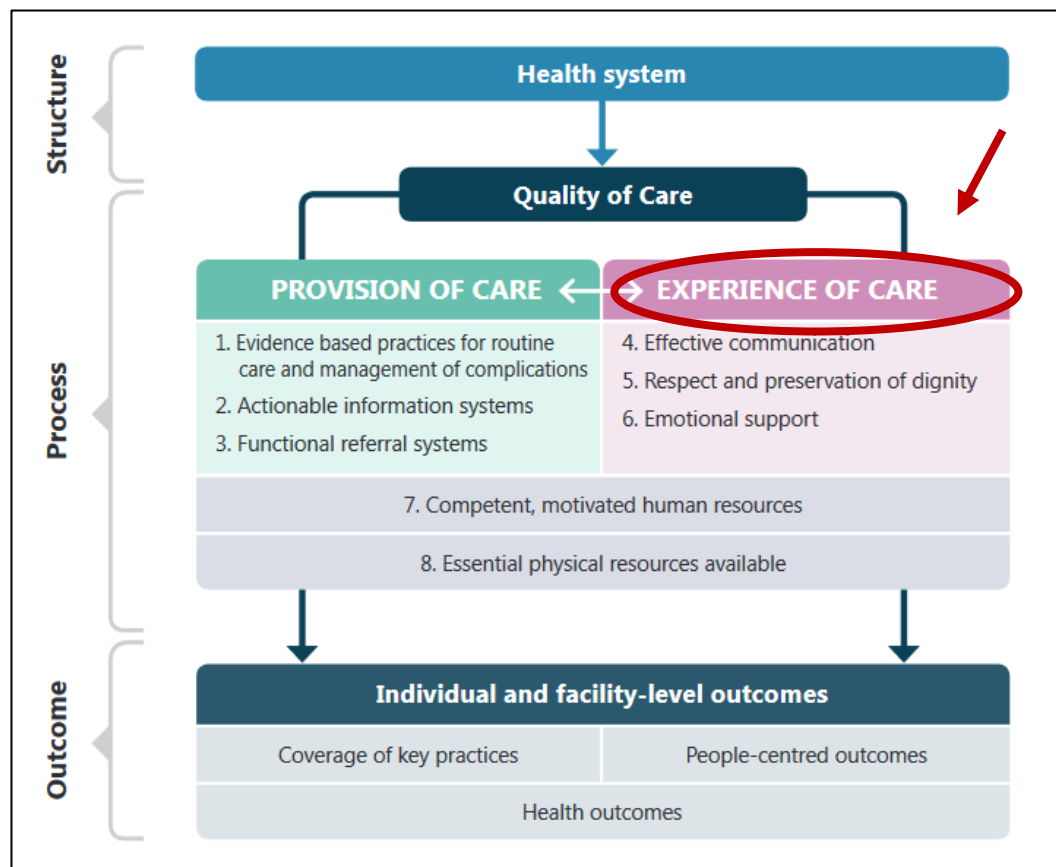 Structure
Health system
Quality of Care
Process
PROVISION OF CARE
EXPERIENCE OF CARE
1. Evidence based practices for routine
care and management of complications
2. Actionable information systems
3. Functional referral systems
4. Effective communication
5. Respect and preservation of dignity
6. Emotional support
7. Competent, motivated human resources
8. Essential physical resources available
Outcome
Individual and facility-level outcomes
Coverage of key practices
People-centred outcomes
Health outcomes